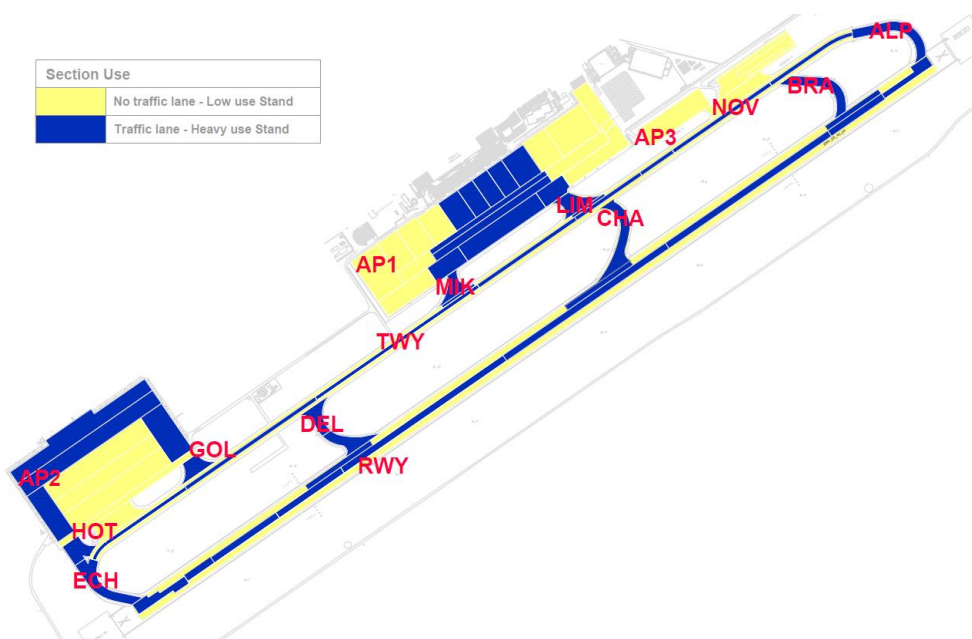 ALP
Section Use
No traffic lane - Low use Stand
BRA
NOV
Traffic lane - Heavy use Stand
AP3
LIM
CHA
AP1
MIK
TWY
DEL
GOL
RWY
AP2
HOT
ECH